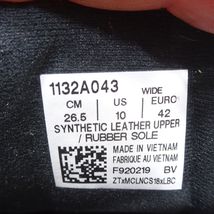 1132A043 WIDE
CM US EURO
26.5 10 42
SYNTHETIC LEATHER UPPER
/ RUBBER SOLE
MADE IN VIETNAM
FABRIQUE AU VIETNAM
F920219 BV
ZTxMCLNCS18xLBC